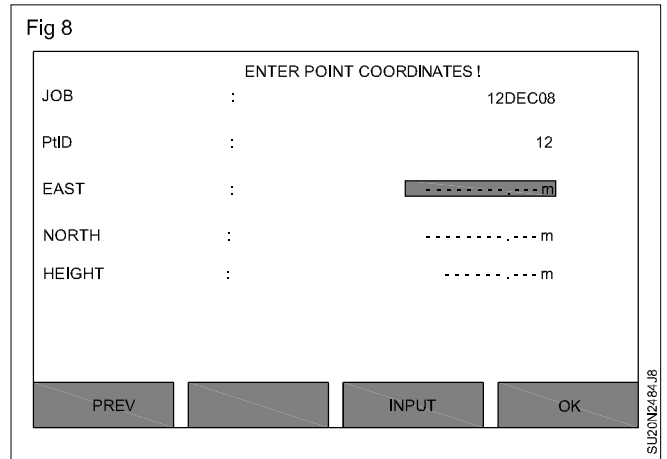 Fig 8
ENTER POINT COORDINATES !
JOB : 12DEC08
PtID : 12
EAST : - - - - - - - - . - - - m
NORTH : - - - - - - - - . - - - m
HEIGHT : - - - - - - . - - - m
PREV INPUT OK
SU20N2484J8